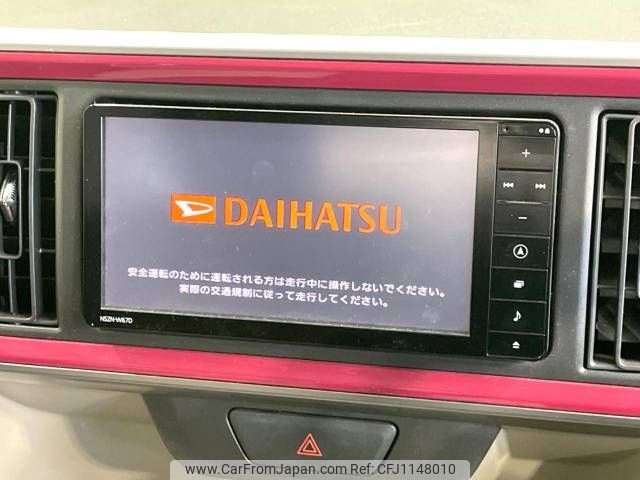 DAIHATSU
安全運転のために運転される方は走行中に操作しないでください。
実際の交通規制に従って走行してください。
NSZN-W67D
www.CarFromJapan.com | CFJ1148010